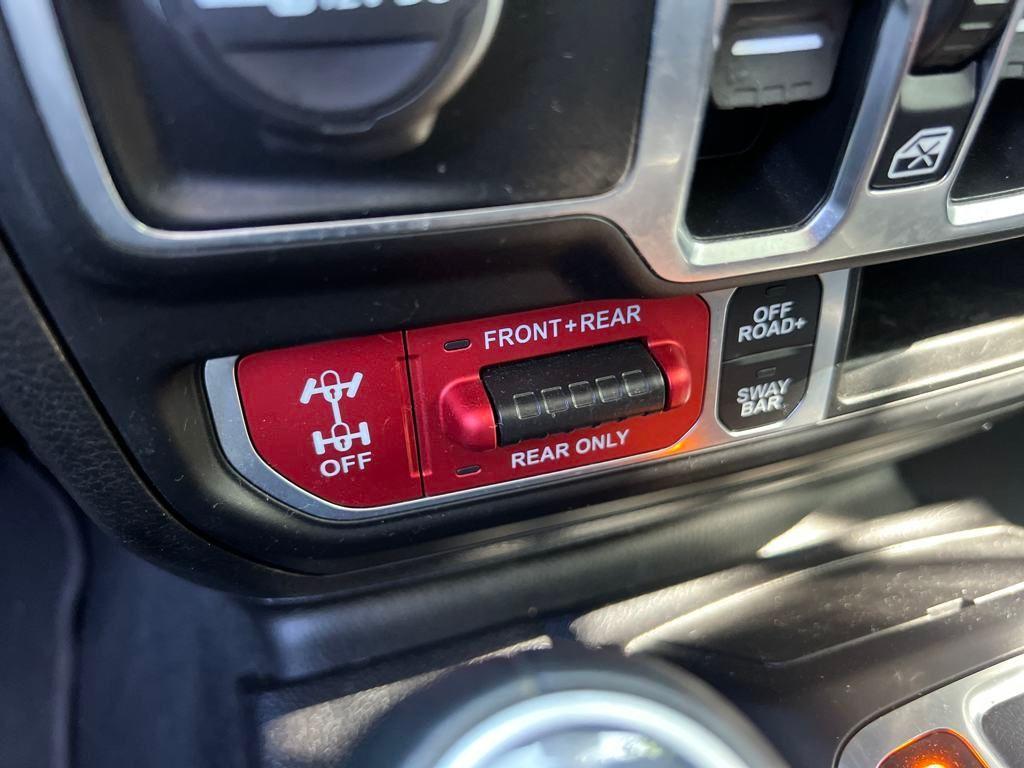 FRONT+REAR
OFF
ROAD+
SWAY
BAR
OFF
REAR ONLY